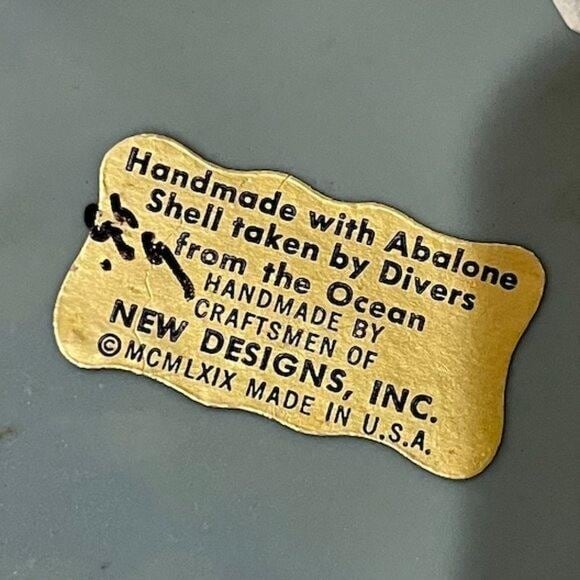 Handmade with Abalone
Shell taken by Divers
from the Ocean
HANDMADE BY
CRAFTSMEN OF
NEW DESIGNS, INC.
©MCMLXIX MADE IN U.S.A.